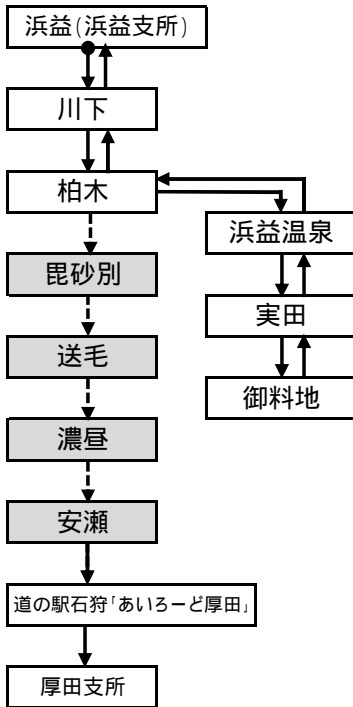 浜益（浜益支所）
川下
柏木
浜益温泉
毘砂別
実田
送毛
御料地
濃昼
安瀬
道の駅石狩「あいろーど厚田」
厚田支所